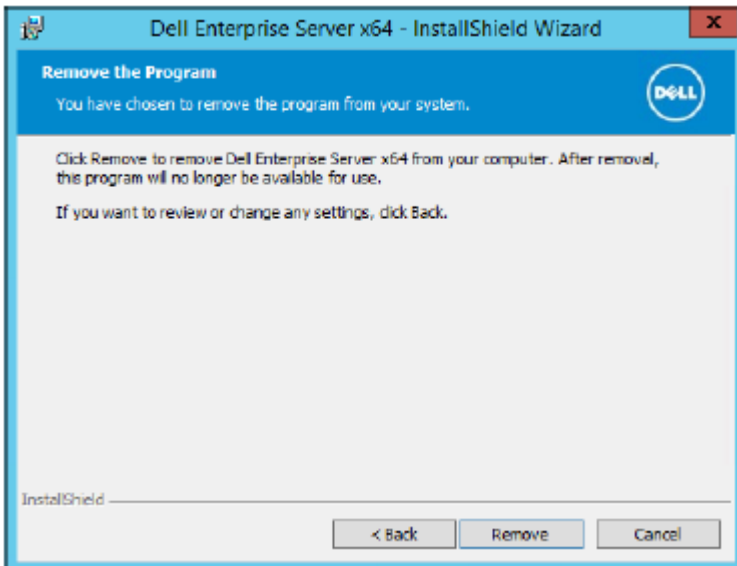 Dell Enterprise Server x64 - InstallShield Wizard
x
Remove the Program
You have chosen to remove the program from your system.
DELL
Click Remove to remove Dell Enterprise Server x64 from your computer. After removal,
this program will no longer be available for use.
If you want to review or change any settings, click Back.
InstallShield
< Back
Remove
Cancel